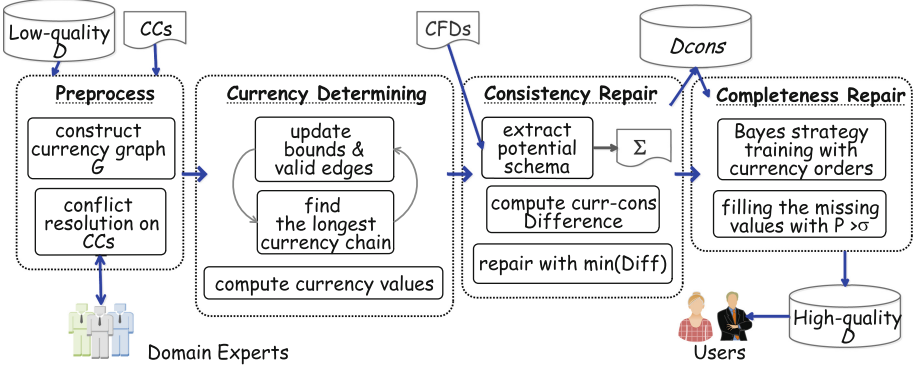 Low-quality
D
CCs
CFDs
Dcons
Preprocess
construct
currency graph
G
conflict
resolution on
CCs
Domain Experts
Currency Determining
update
bounds &
valid edges
find
the longest
currency chain
compute currency values
Consistency Repair
extract
potential
schema
Σ
compute curr-cons
Difference
repair with min(Diff)
Completeness Repair
Bayes strategy
training with
currency orders
filling the missing
values with P >σ
High-quality
D
Users